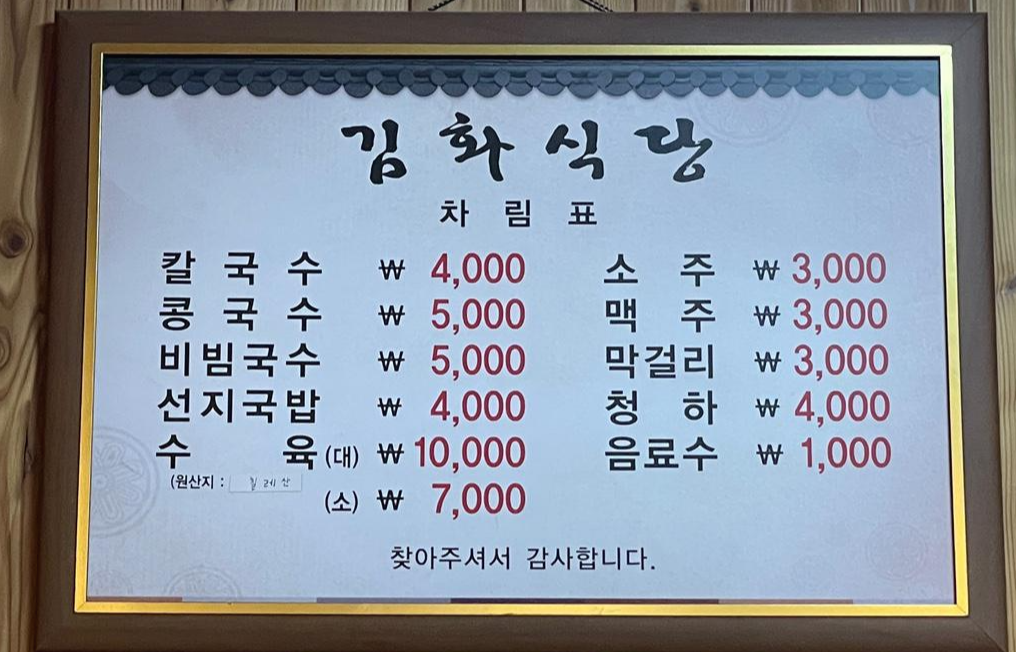 김화식당
차림표
칼국수 ₩ 4,000
콩국수 ₩ 5,000
비빔국수 ₩ 5,000
선지국밥 ₩ 4,000
수육(대) ₩ 10,000
(원산지 : 칠레산
(소) ₩ 7,000
소주 ₩ 3,000
맥주 ₩ 3,000
막걸리 ₩ 3,000
청하 ₩ 4,000
음료수 ₩ 1,000
찾아주셔서 감사합니다.